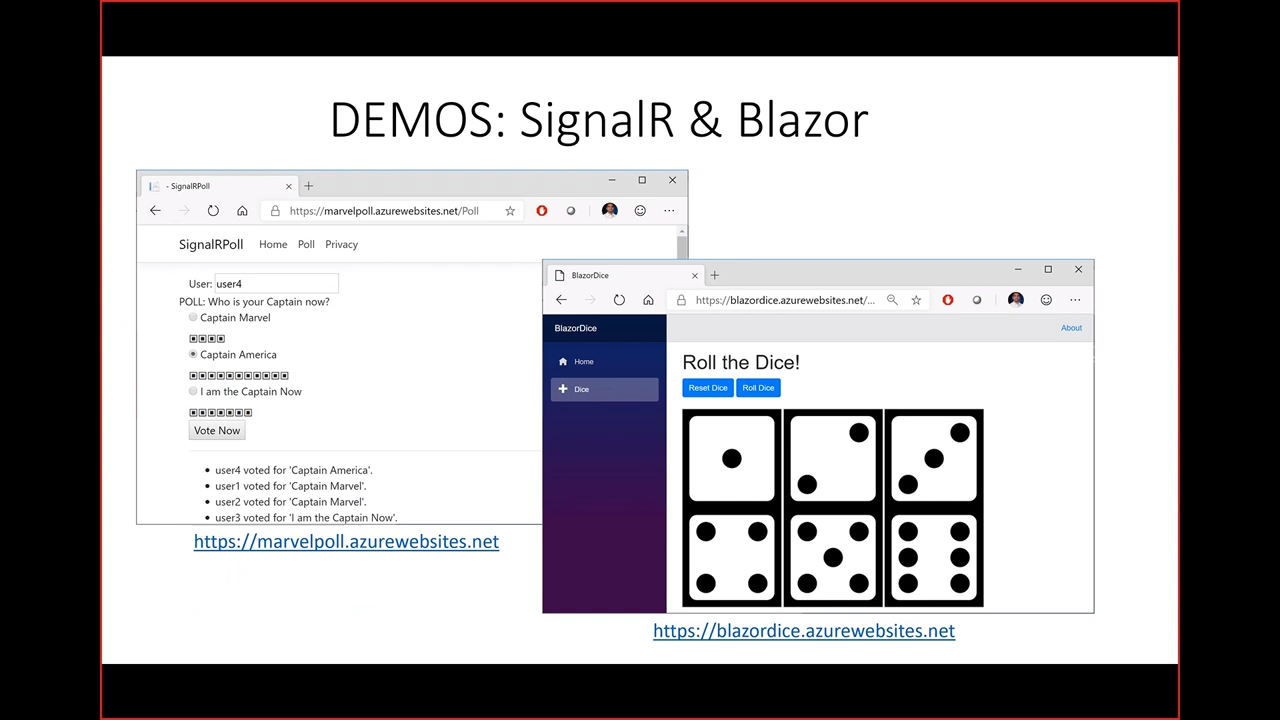 DEMOS: SignalR & Blazor
- SignalRPoll
https://marvelpoll.azurewebsites.net/Poll
SignalRPoll Home Poll Privacy
User: user4
POLL: Who is your Captain now?
Captain Marvel
Captain America
I am the Captain Now
Vote Now
user4 voted for 'Captain America'.
user1 voted for 'Captain Marvel'.
user2 voted for 'Captain Marvel'.
user3 voted for 'I am the Captain Now'.
https://marvelpoll.azurewebsites.net
BlazorDice
https://blazordice.azurewebsites.net/...
BlazorDice
About
Home
Dice
Roll the Dice!
Reset Dice Roll Dice
https://blazordice.azurewebsites.net